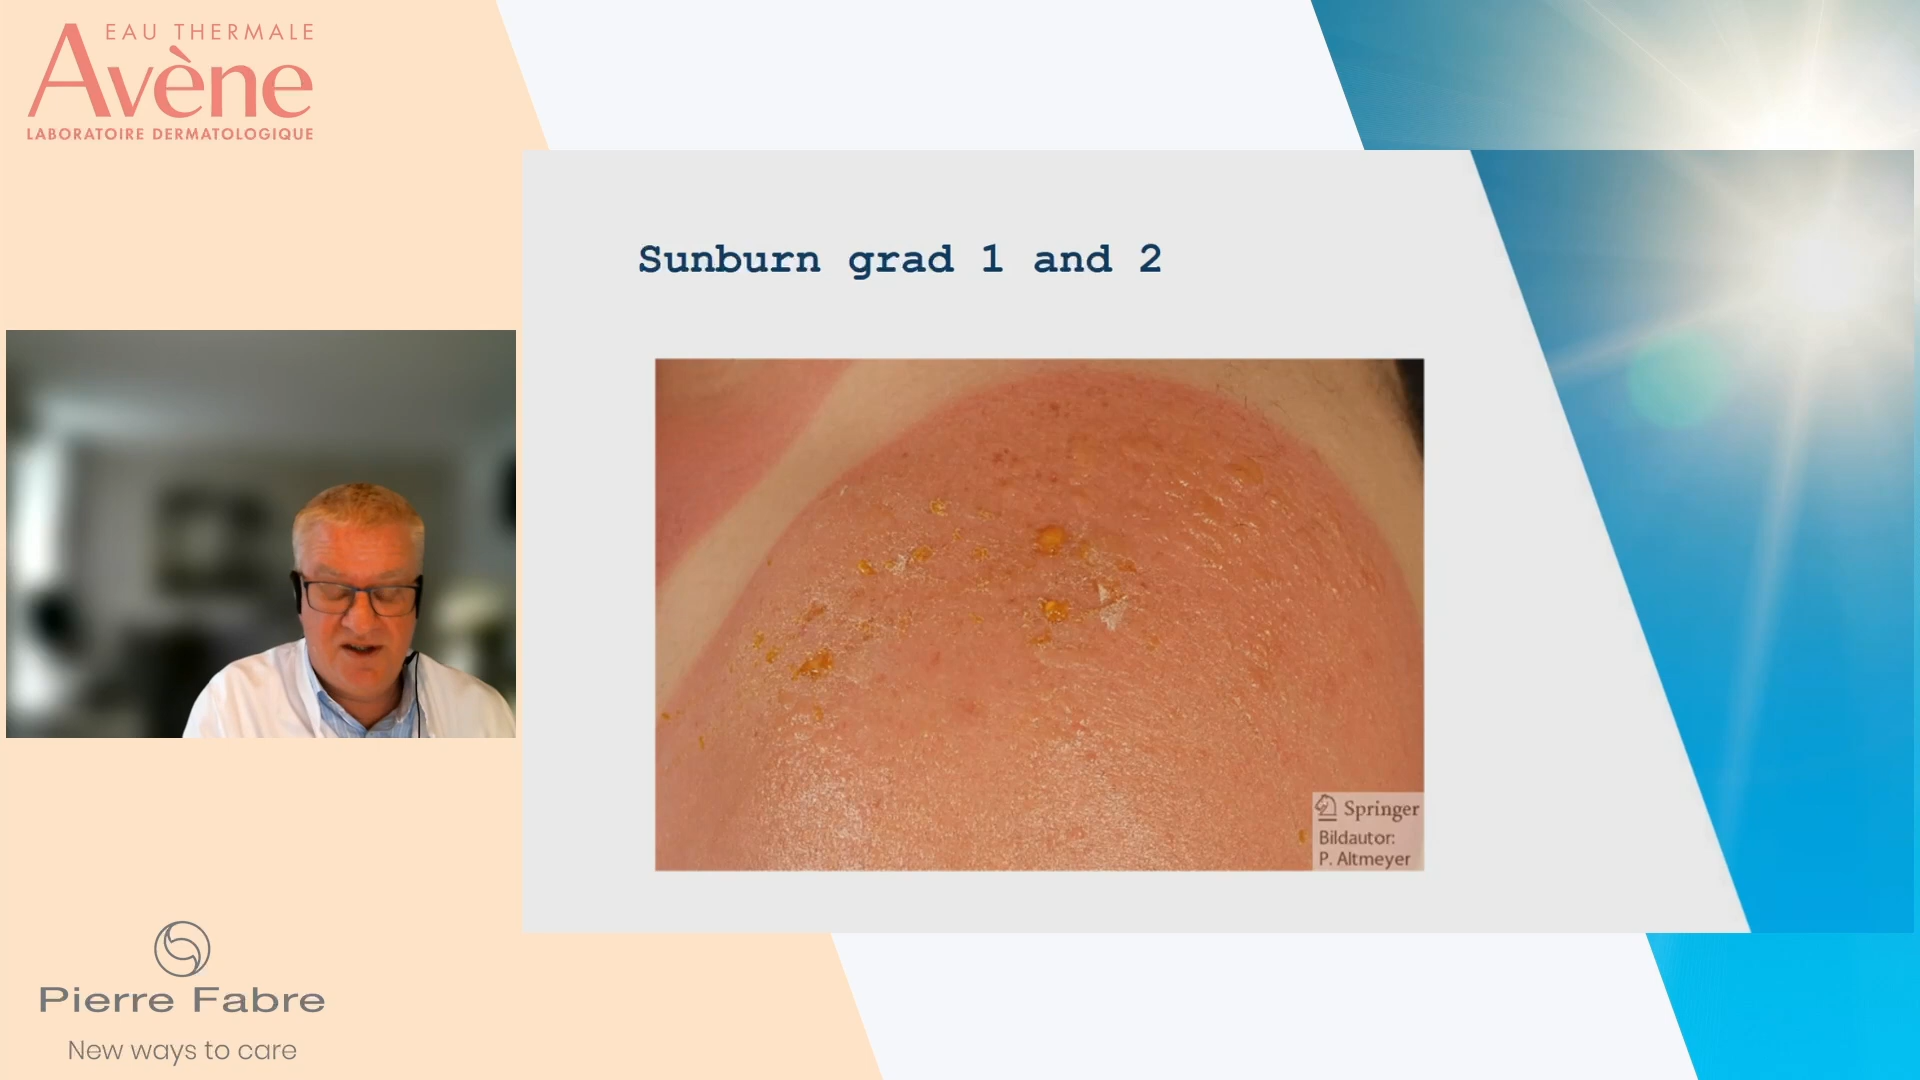 EAU THERMALE
Avène
LABORATOIRE DERMATOLOGIQUE
Sunburn grad 1 and 2
Springer
Bildautor:
P. Altmeyer
Pierre Fabre
New ways to care